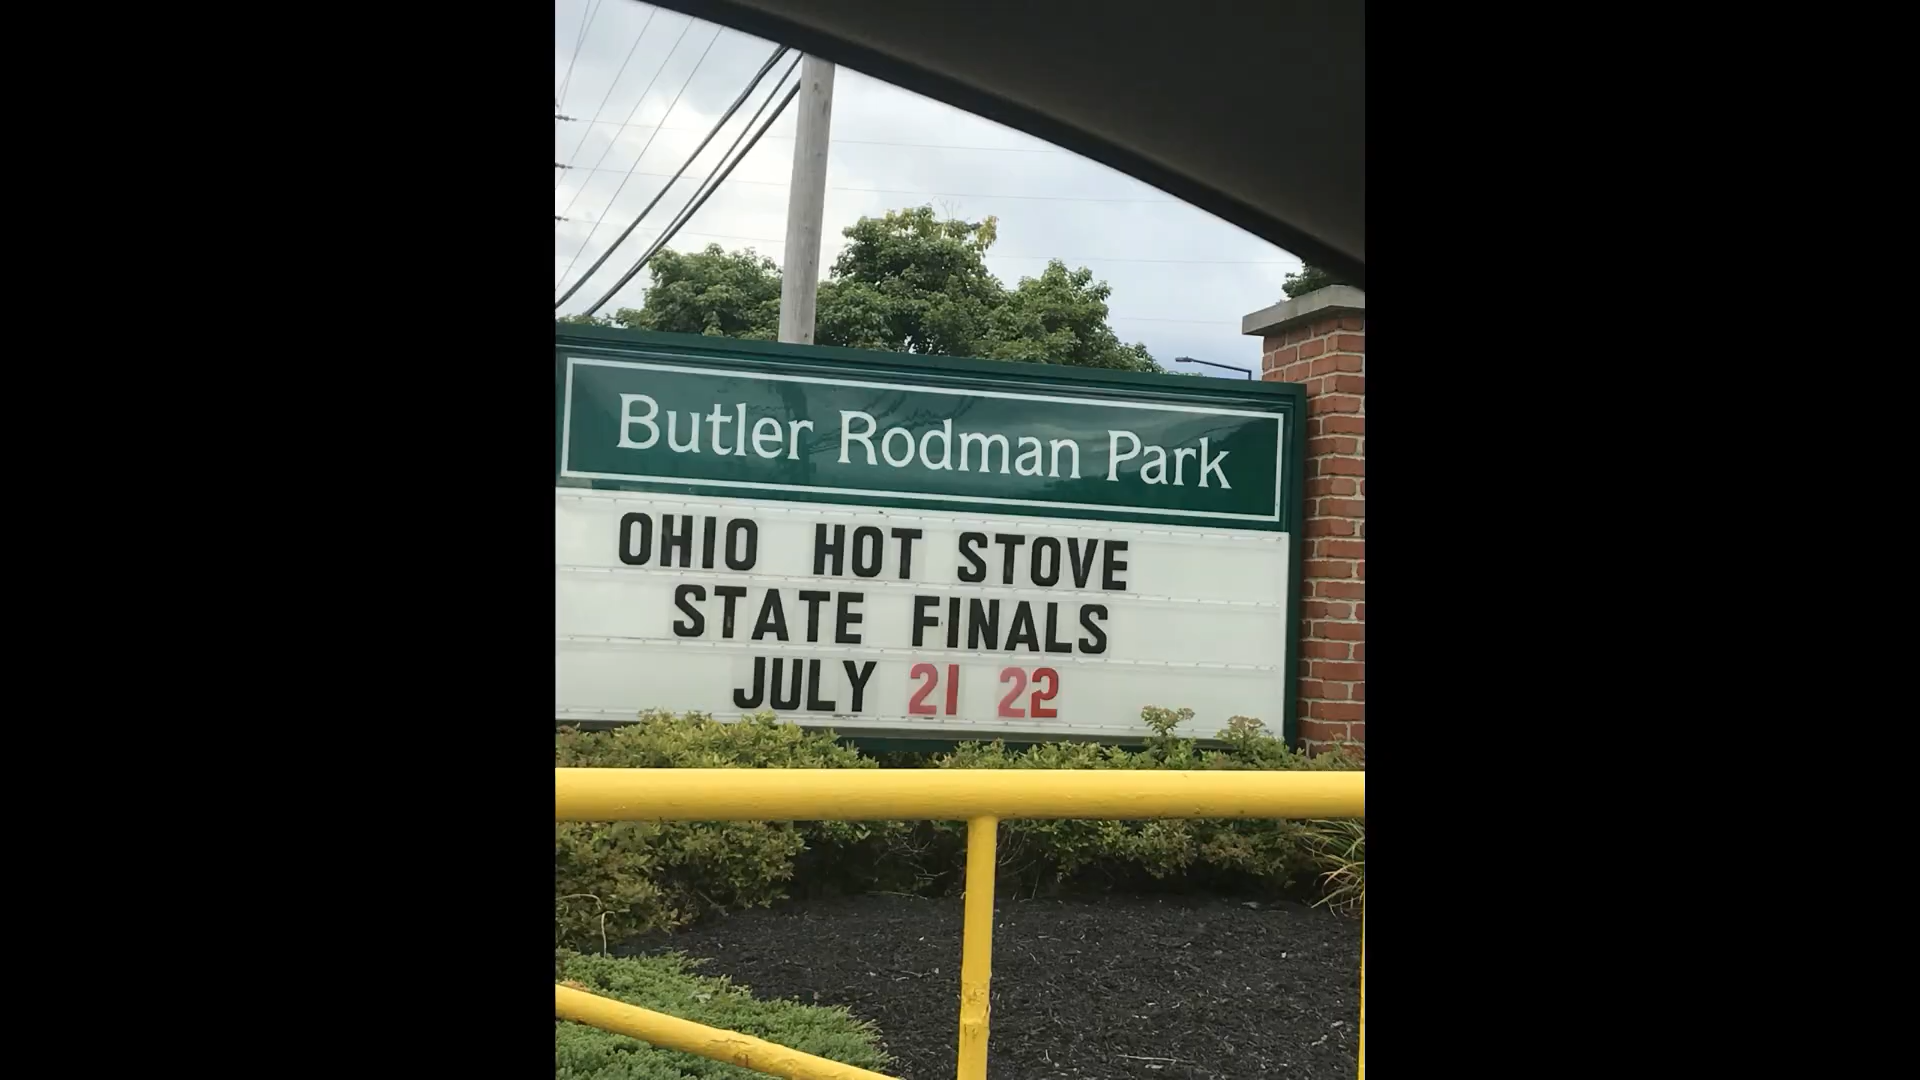 Butler Rodman Park
OHIO HOT STOVE
STATE FINALS
JULY 21 22